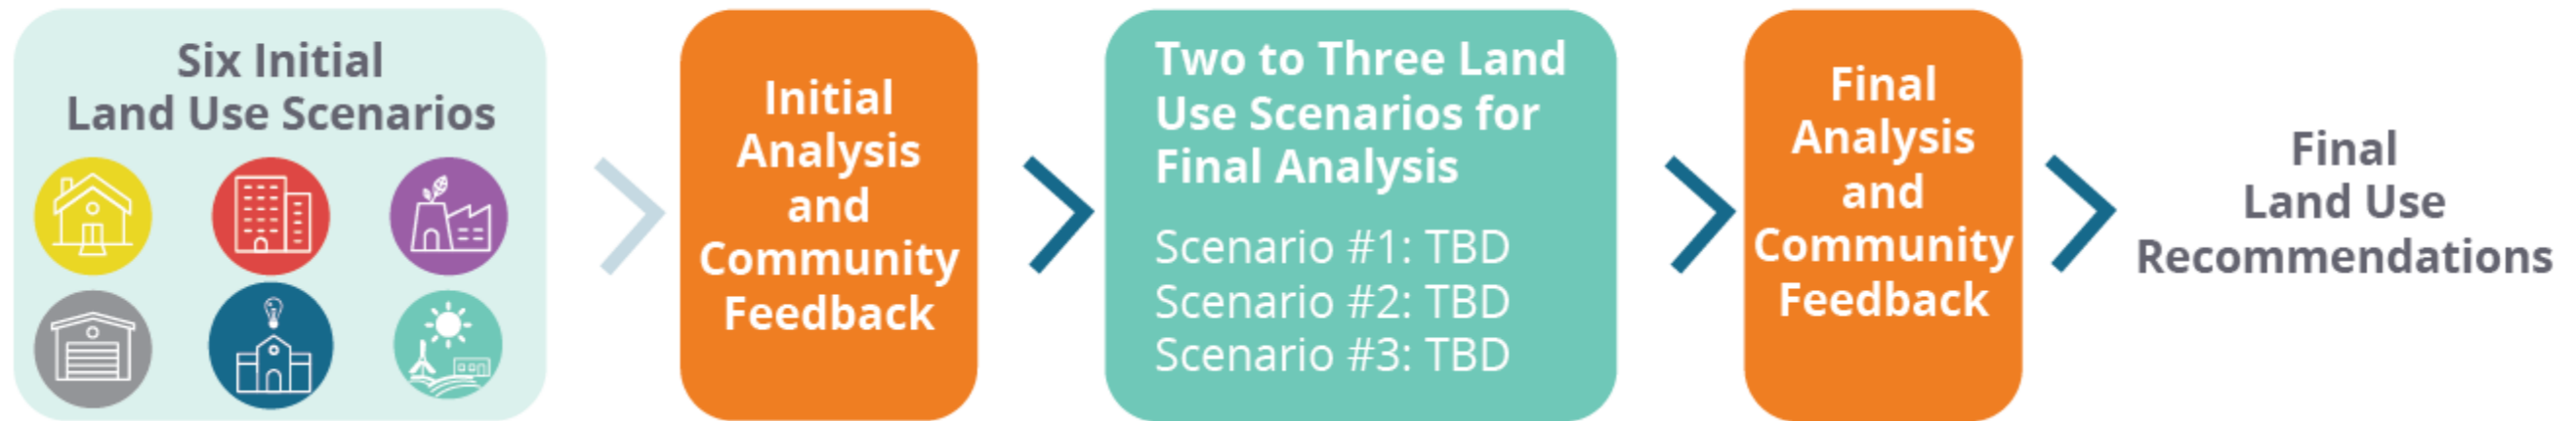 Six Initial
Land Use Scenarios
Initial
Analysis
and
Community
Feedback
Two to Three Land
Use Scenarios for
Final Analysis
Scenario #1: TBD
Scenario #2: TBD
Scenario #3: TBD
Final
Analysis
and
Community
Feedback
Final
Land Use
Recommendations